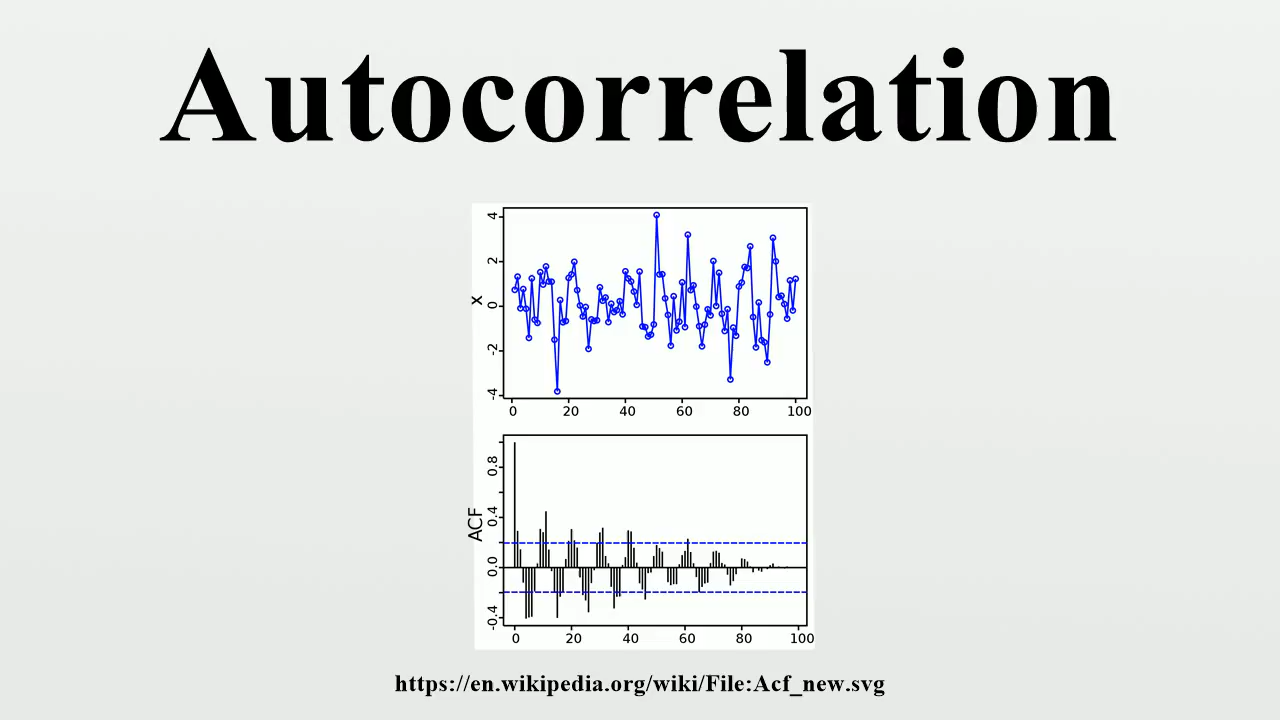 Autocorrelation
4
2
0
-2
-4
x
0 20 40 60 80 100
0.8
0.4
0.0
-0.4
ACF
0 20 40 60 80 100
https://en.wikipedia.org/wiki/File:Acf_new.svg